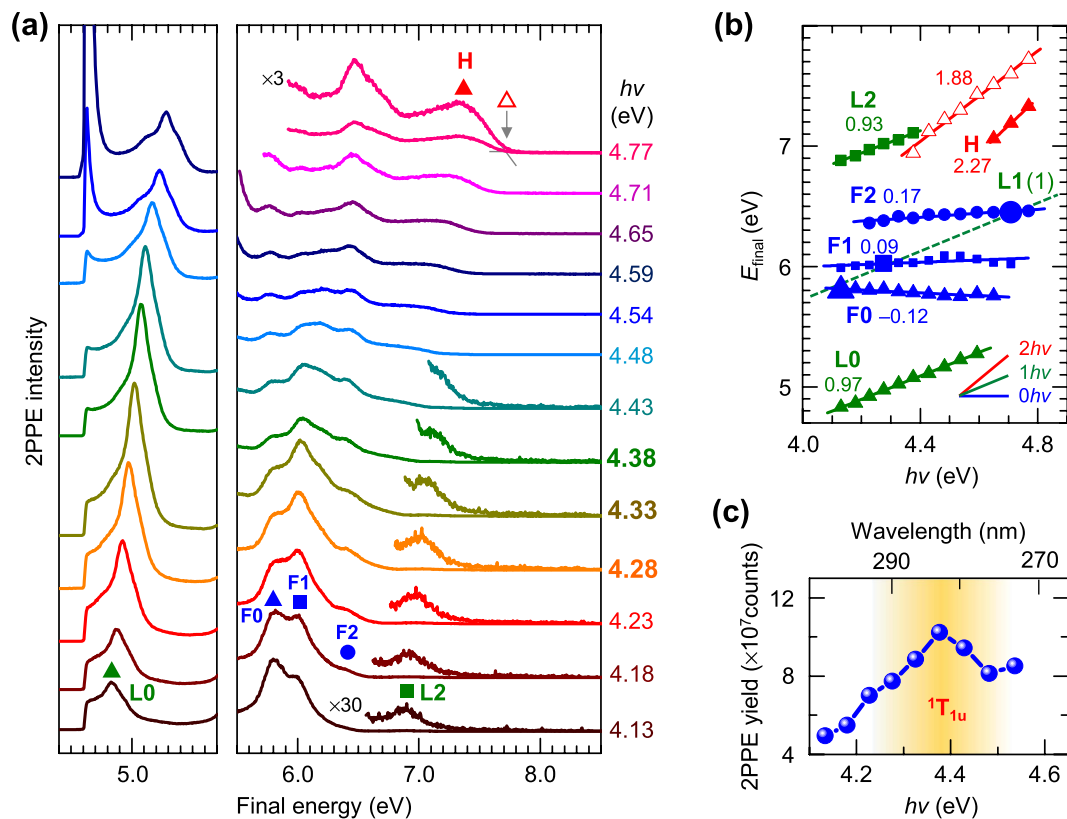 (a)
2PPE intensity
5.0
L0
×3
H
hν
(eV)
4.77
4.71
4.65
4.59
4.54
4.48
4.43
4.38
4.33
4.28
4.23
4.18
4.13
F0
F1
F2
×30
L2
6.0 7.0 8.0
Final energy (eV)
(b)
Efinal (eV)
7
6
5
L2
0.93
1.88
H
2.27
L1 (1)
F2 0.17
F1 0.09
F0 –0.12
L0
0.97
2hν
1hν
0hν
4.0 4.4 4.8
hν (eV)
(c)
Wavelength (nm)
290 270
2PPE yield (×10⁷counts)
12
8
4
¹T₁ᵤ
4.2 4.4 4.6
hν (eV)